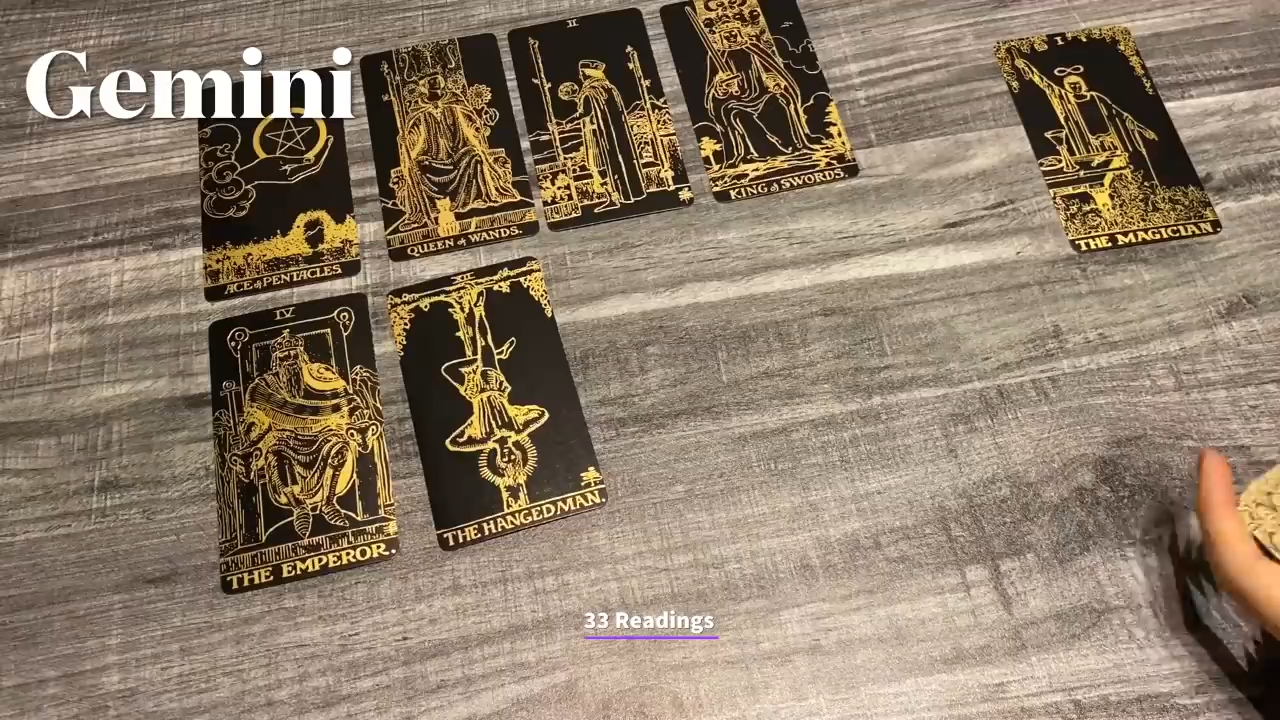 Gemini
ACE of PENTACLES.
QUEEN of WANDS.
II
KING of SWORDS.
I
THE MAGICIAN.
IV
THE EMPEROR.
XII
THE HANGED MAN.
33 Readings